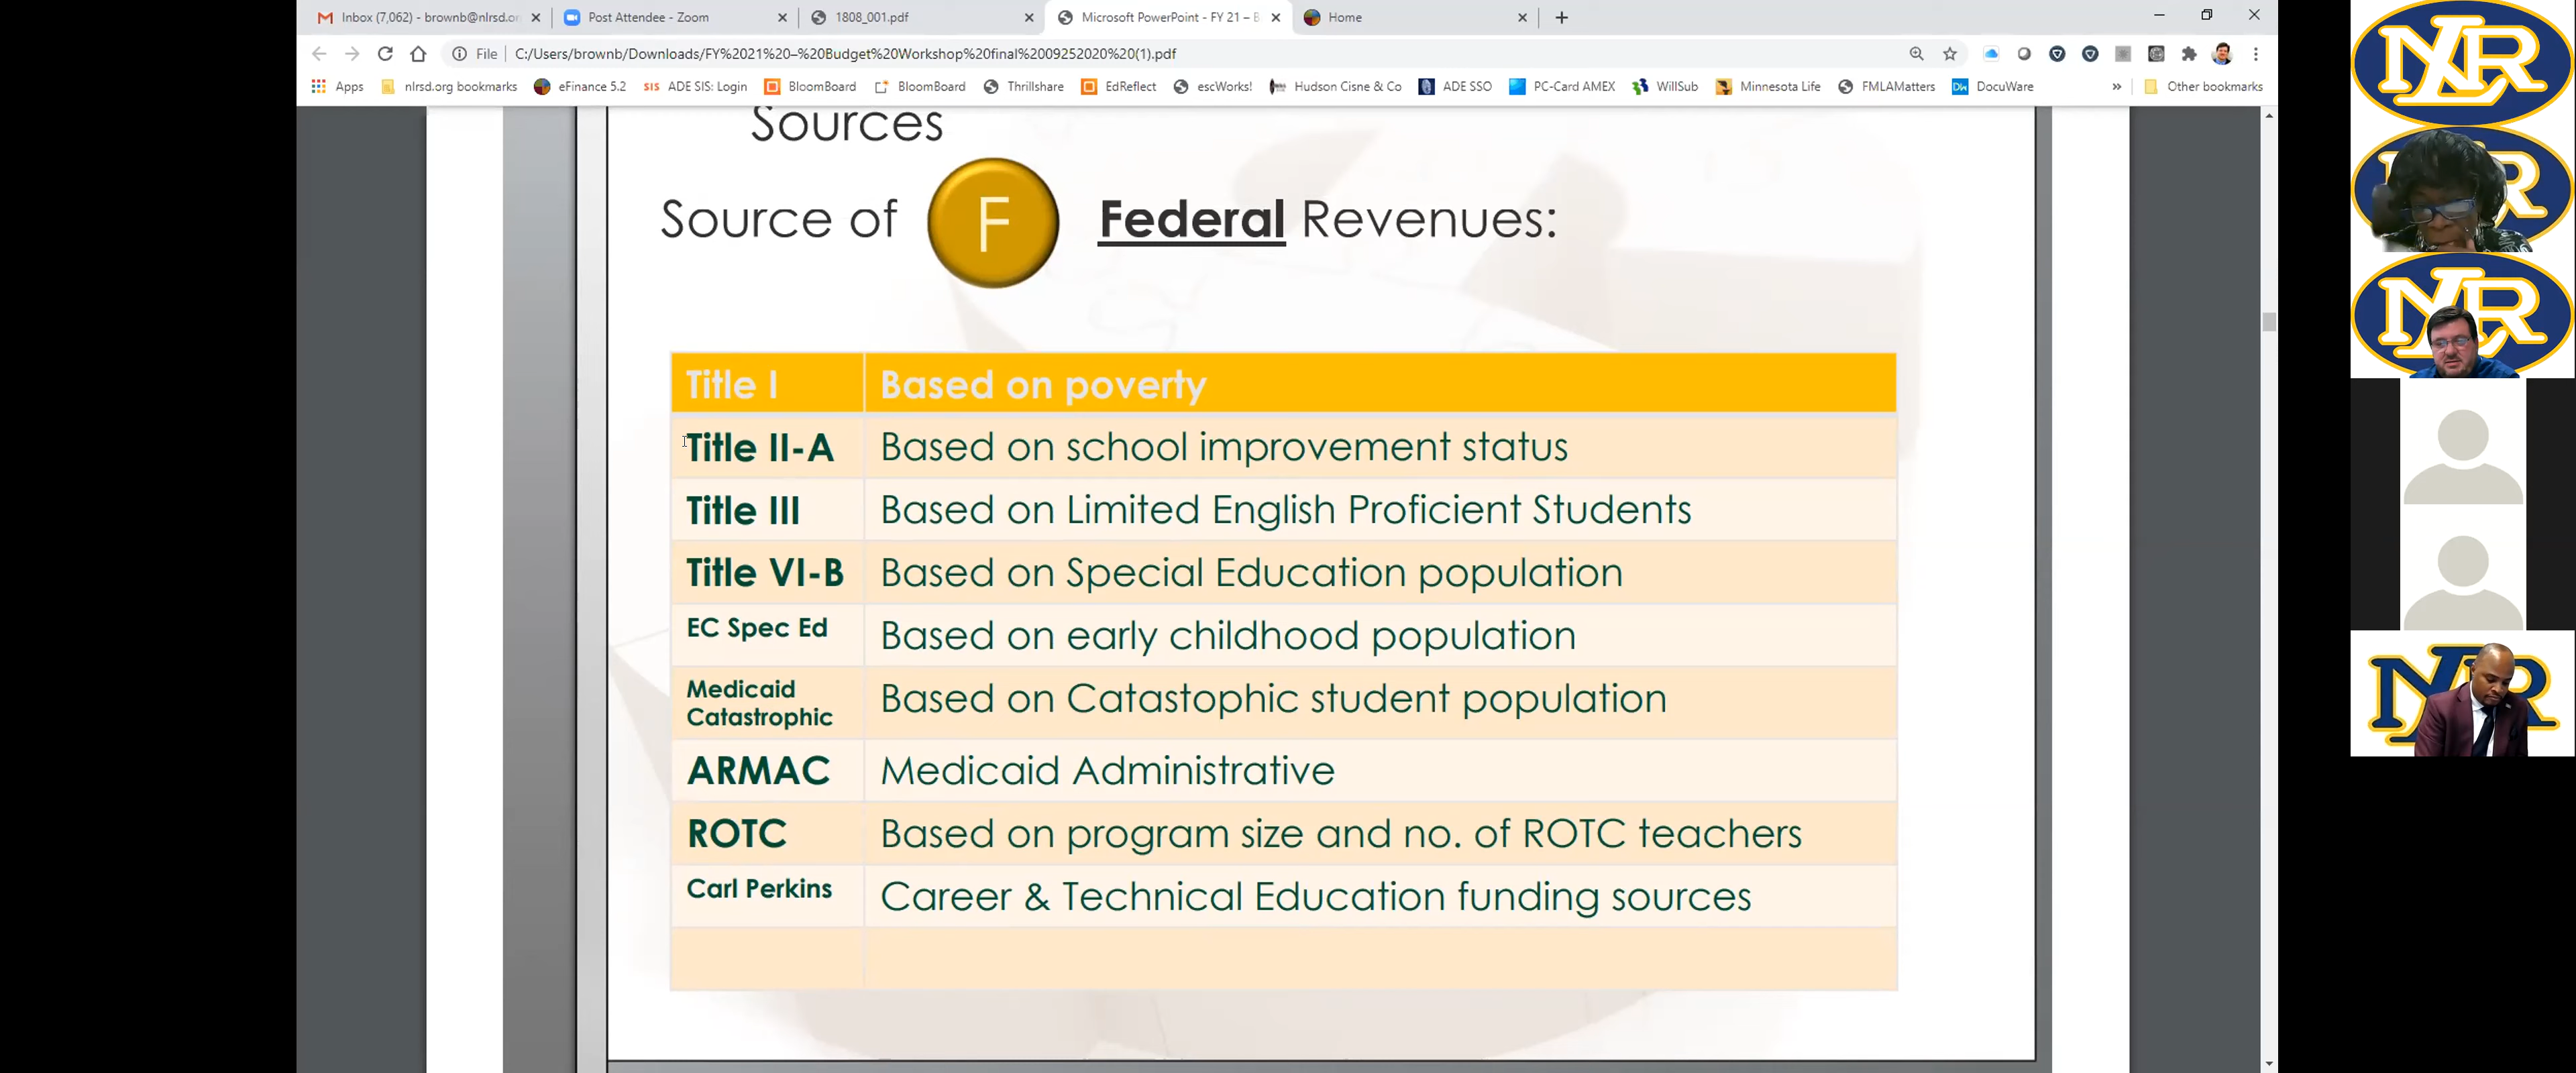 Inbox (7,062) - brownb@nlrsd.or
Post Attendee - Zoom
1808_001.pdf
Microsoft PowerPoint - FY 21 – B
Home
File
C:/Users/brownb/Downloads/FY%2021%20–%20Budget%20Workshop%20final%2009252020%20(1).pdf
Apps
nlrsd.org bookmarks
eFinance 5.2
SIS ADE SIS: Login
BloomBoard
BloomBoard
Thrillshare
EdReflect
escWorks!
Hudson Cisne & Co
ADE SSO
PC-Card AMEX
WillSub
Minnesota Life
FMLAMatters
Dw DocuWare
»
Other bookmarks
Sources
Source of F Federal Revenues:
Title I Based on poverty
Title II-A Based on school improvement status
Title III Based on Limited English Proficient Students
Title VI-B Based on Special Education population
EC Spec Ed Based on early childhood population
Medicaid
Catastrophic Based on Catastophic student population
ARMAC Medicaid Administrative
ROTC Based on program size and no. of ROTC teachers
Carl Perkins Career & Technical Education funding sources
NLR
NLR
NLR